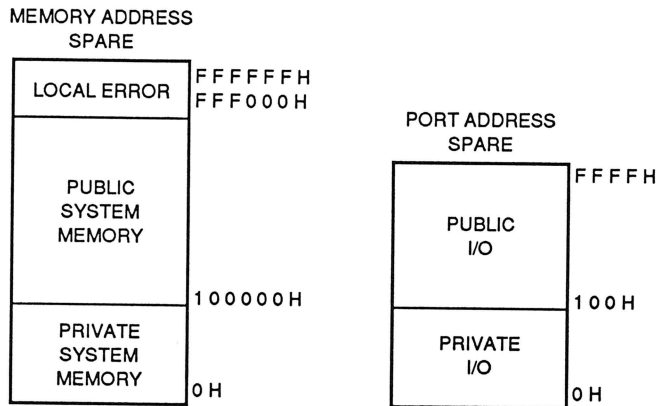 MEMORY ADDRESS
SPARE
LOCAL ERROR
FFFFFFH
FFF000H
PUBLIC
SYSTEM
MEMORY
100000H
PRIVATE
SYSTEM
MEMORY
0H
PORT ADDRESS
SPARE
FFFFH
PUBLIC
I/O
100H
PRIVATE
I/O
0H